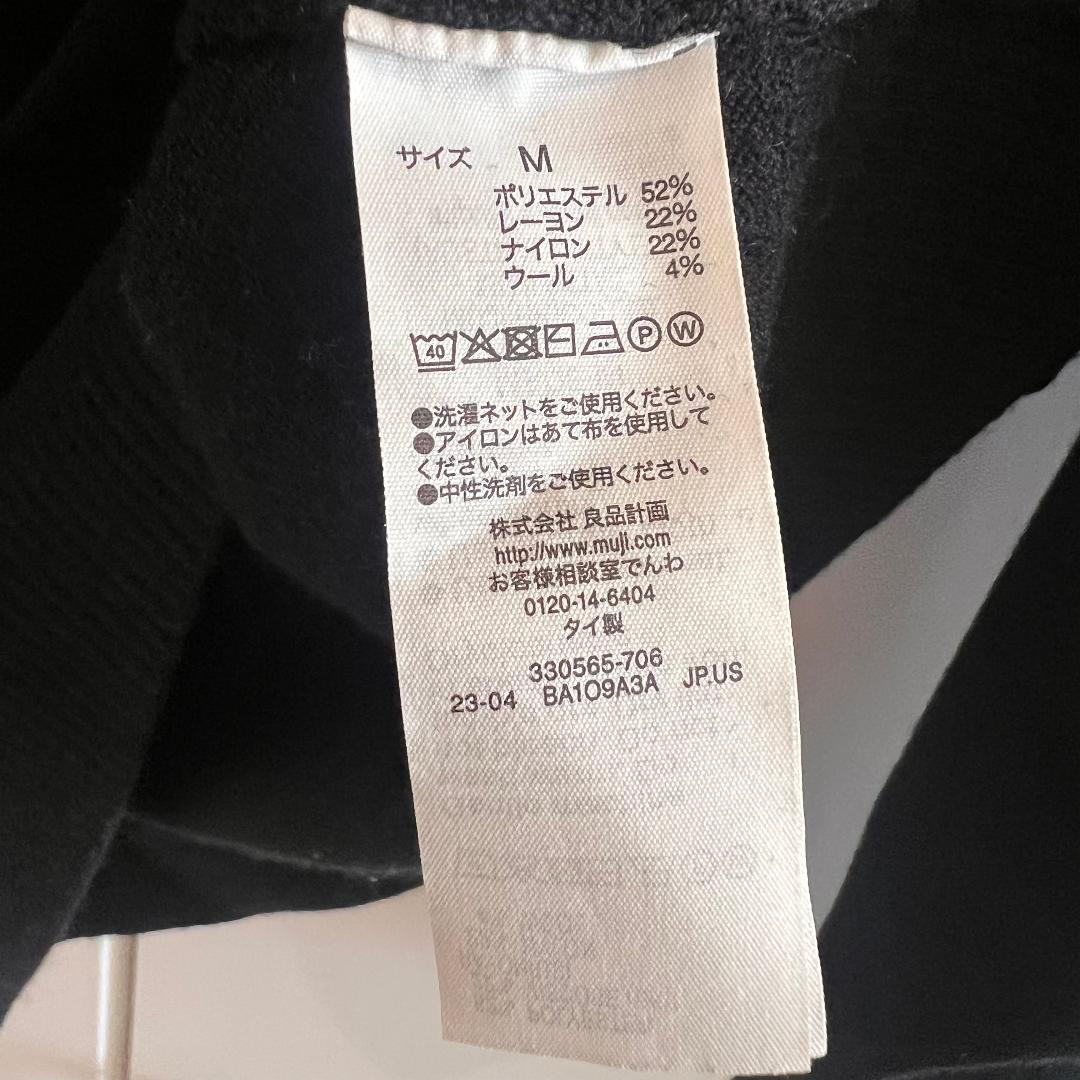 サイズ M
ポリエステル 52%
レーヨン 22%
ナイロン 22%
ウール 4%
40 P W
●洗濯ネットをご使用ください。
●アイロンはあて布を使用して
ください。
●中性洗剤をご使用ください。
株式会社 良品計画
http://www.muji.com
お客様相談室でんわ
0120-14-6404
タイ製
330565-706
23-04 BA1O9A3A JP.US